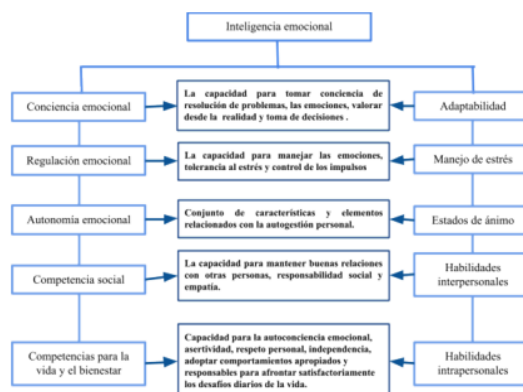 Inteligencia emocional
Conciencia emocional
La capacidad para tomar conciencia de
resolución de problemas, las emociones, valorar
desde la realidad y toma de decisiones .
Adaptabilidad
Regulación emocional
La capacidad para manejar las emociones,
tolerancia al estrés y control de los impulsos
Manejo de estrés
Autonomía emocional
Conjunto de características y elementos
relacionados con la autogestión personal.
Estados de ánimo
Competencia social
La capacidad para mantener buenas relaciones
con otras personas, responsabilidad social y
empatía.
Habilidades
interpersonales
Competencias para la
vida y el bienestar
Capacidad para la autoconciencia emocional,
asertividad, respeto personal, independencia,
adoptar comportamientos apropiados y
responsables para afrontar satisfactoriamente
los desafíos diarios de la vida.
Habilidades
intrapersonales